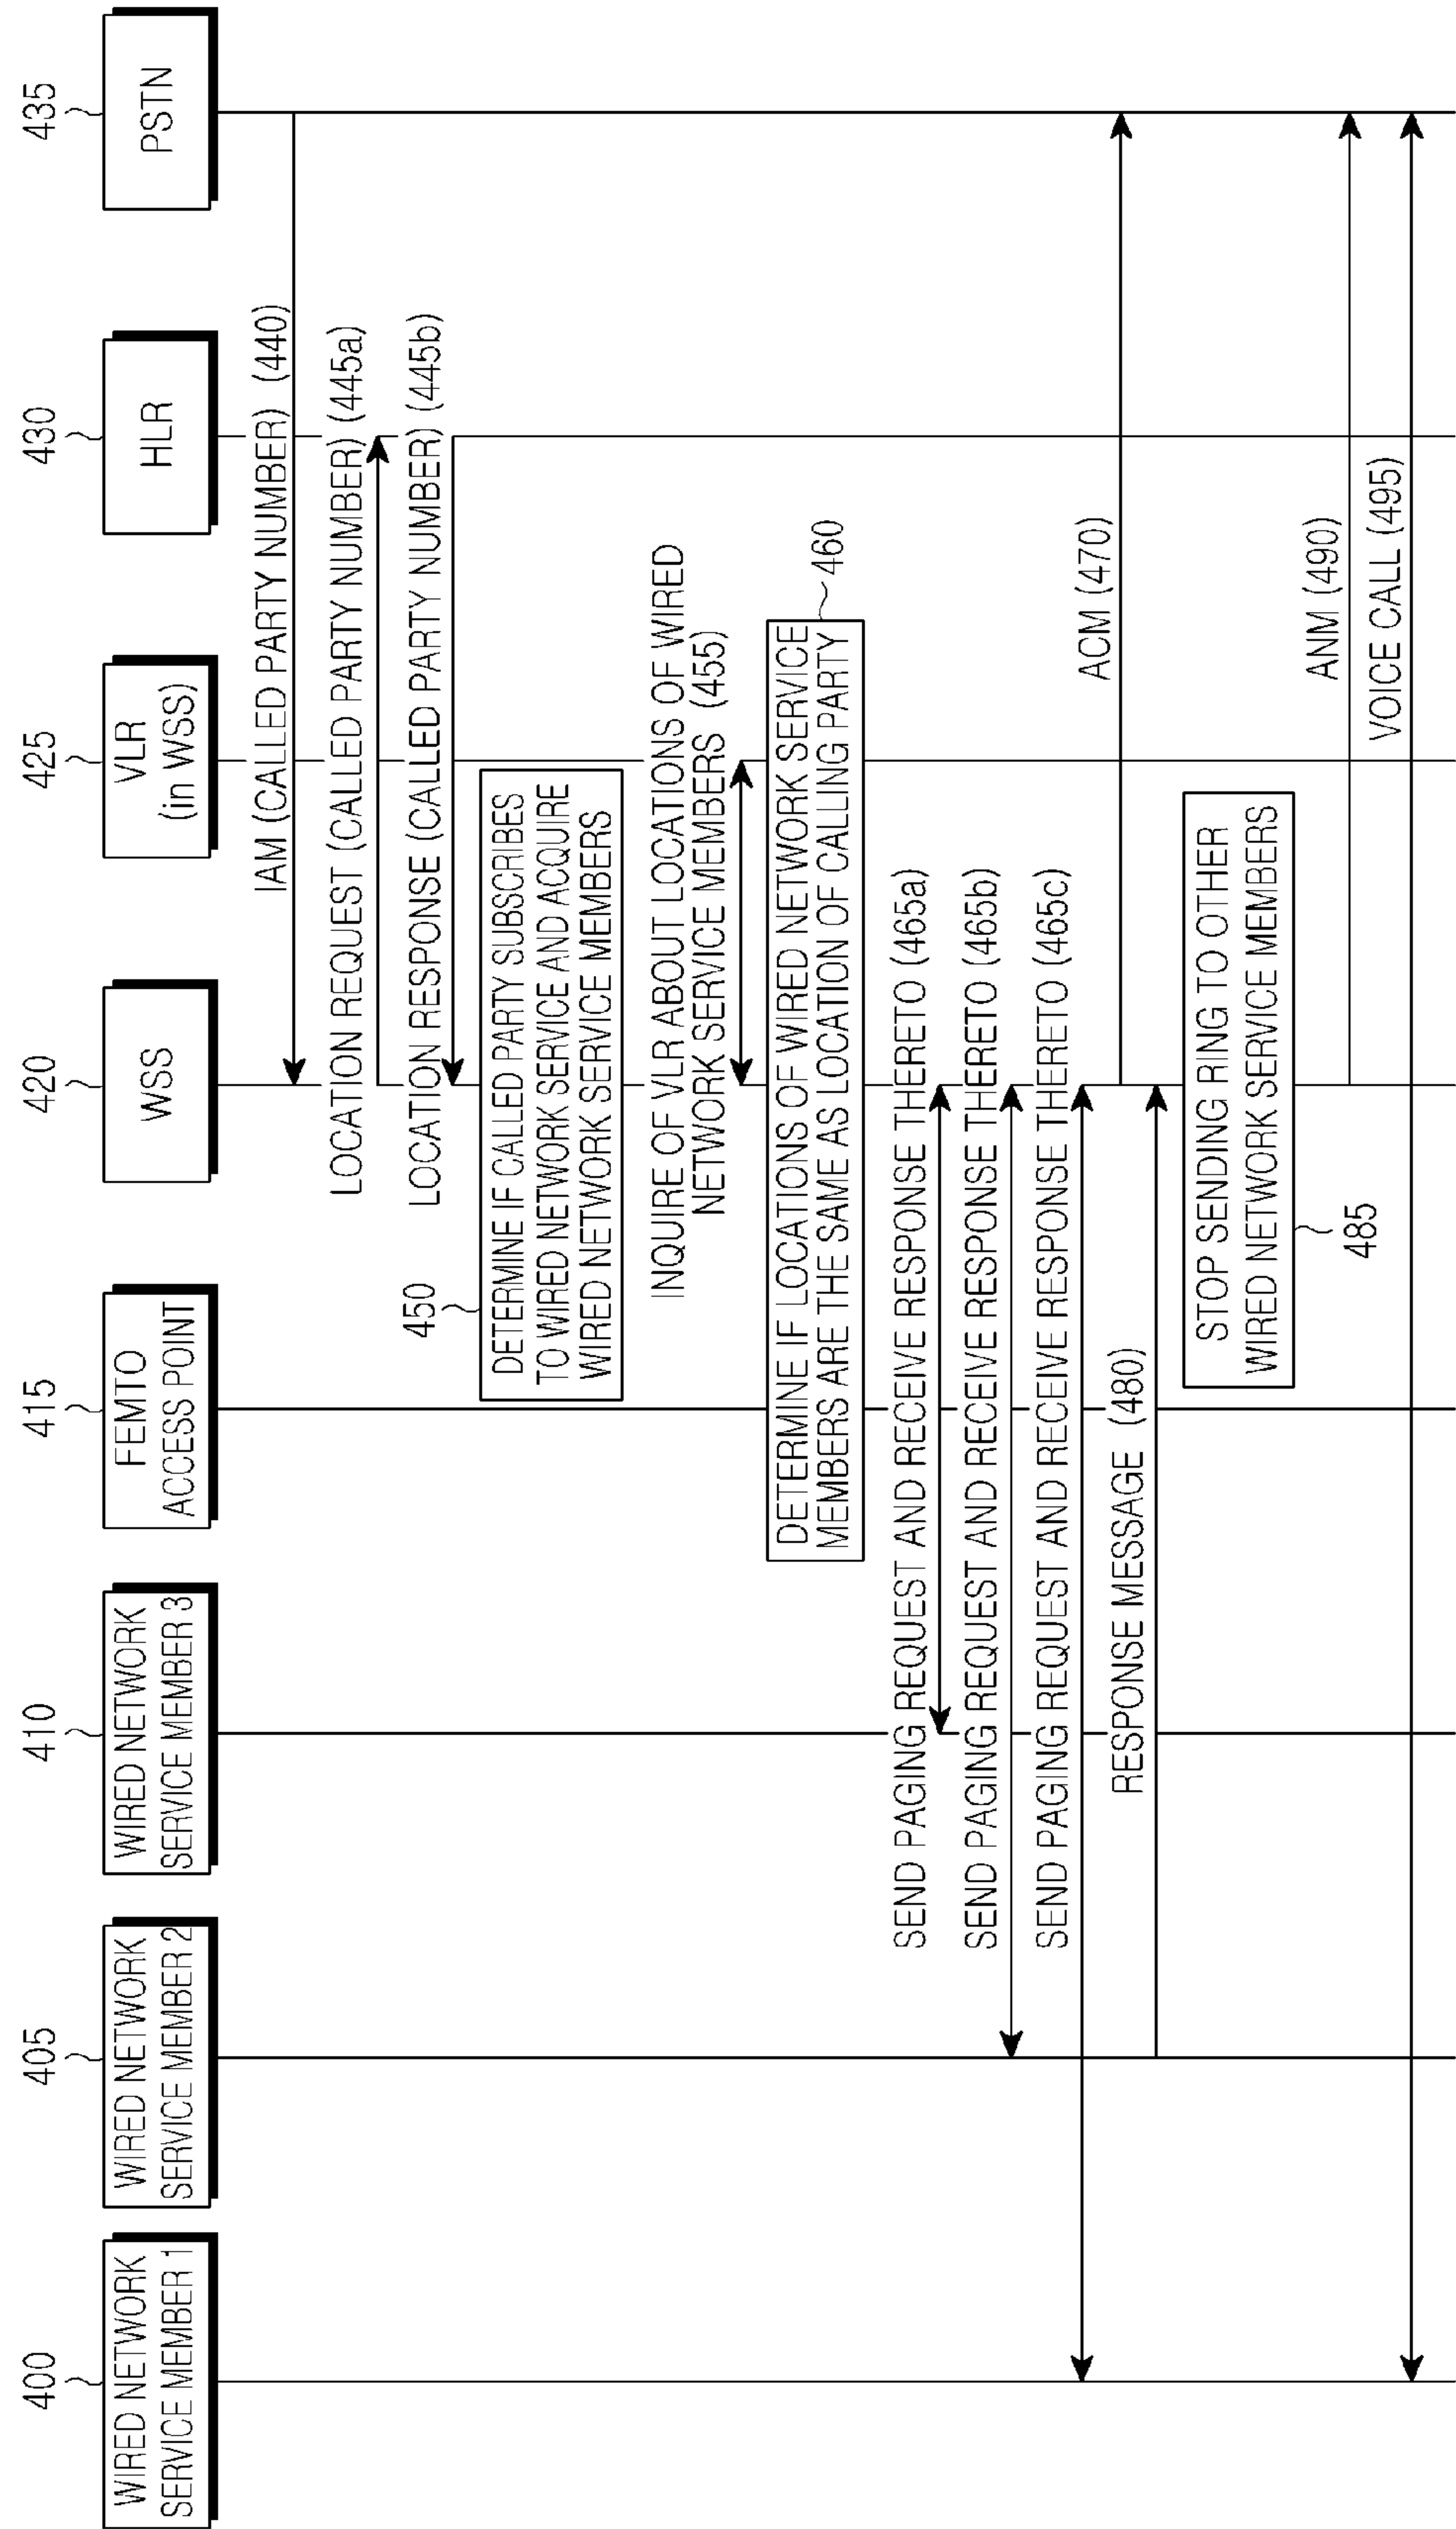 400
WIRED NETWORK
SERVICE MEMBER 1
405
WIRED NETWORK
SERVICE MEMBER 2
410
WIRED NETWORK
SERVICE MEMBER 3
415
FEMTO
ACCESS POINT
420
WSS
425
VLR
(in WSS)
430
HLR
435
PSTN
IAM (CALLED PARTY NUMBER) (440)
LOCATION REQUEST (CALLED PARTY NUMBER) (445a)
LOCATION RESPONSE (CALLED PARTY NUMBER) (445b)
450
DETERMINE IF CALLED PARTY SUBSCRIBES
TO WIRED NETWORK SERVICE AND ACQUIRE
WIRED NETWORK SERVICE MEMBERS
INQUIRE OF VLR ABOUT LOCATIONS OF WIRED
NETWORK SERVICE MEMBERS (455)
DETERMINE IF LOCATIONS OF WIRED NETWORK SERVICE
MEMBERS ARE THE SAME AS LOCATION OF CALLING PARTY
460
SEND PAGING REQUEST AND RECEIVE RESPONSE THERETO (465a)
SEND PAGING REQUEST AND RECEIVE RESPONSE THERETO (465b)
SEND PAGING REQUEST AND RECEIVE RESPONSE THERETO (465c)
ACM (470)
RESPONSE MESSAGE (480)
STOP SENDING RING TO OTHER
WIRED NETWORK SERVICE MEMBERS
485
ANM (490)
VOICE CALL (495)